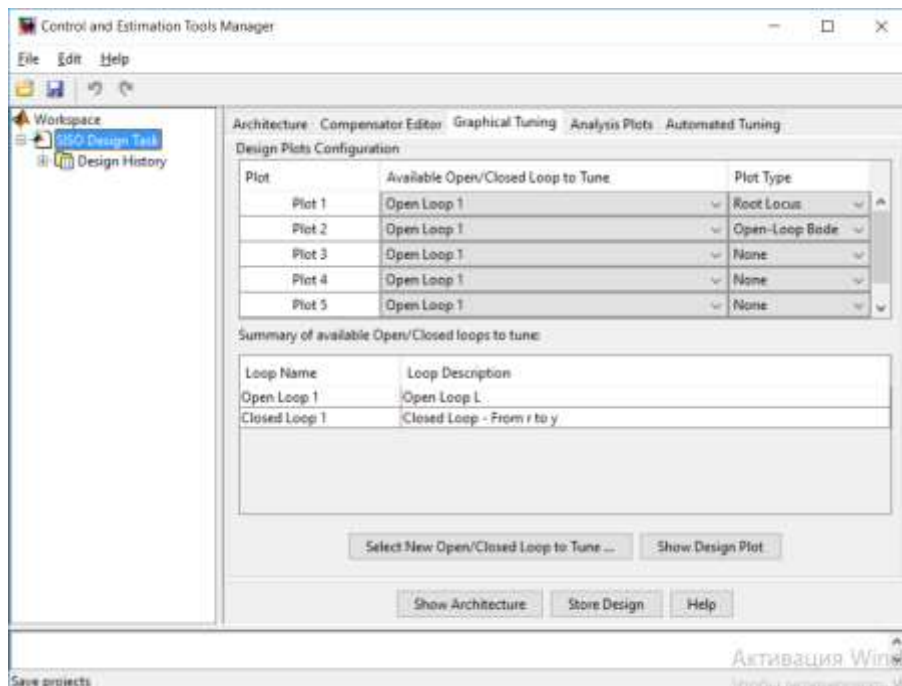 Control and Estimation Tools Manager
File Edit Help
Workspace
SISO Design Task
Design History
Architecture Compensator Editor Graphical Tuning Analysis Plots Automated Tuning
Design Plots Configuration
Plot Available Open/Closed Loop to Tune Plot Type
Plot 1 Open Loop 1 Root Locus
Plot 2 Open Loop 1 Open-Loop Bode
Plot 3 Open Loop 1 None
Plot 4 Open Loop 1 None
Plot 5 Open Loop 1 None
Summary of available Open/Closed loops to tune:
Loop Name Loop Description
Open Loop 1 Open Loop L
Closed Loop 1 Closed Loop - From r to y
Select New Open/Closed Loop to Tune ... Show Design Plot
Show Architecture Store Design Help
Активация Wind
Save projects